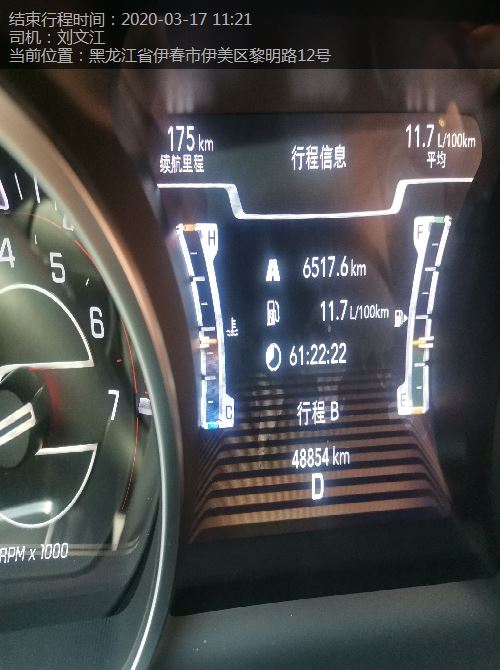 结束行程时间：2020-03-17 11:21
司机：刘文江
当前位置：黑龙江省伊春市伊美区黎明路12号
175 km
续航里程
行程信息
11.7 L/100km
平均
H
F
A 6517.6 km
11.7 L/100km
61:22:22
C
E
行程 B
48854 km
D
4
5
6
7
RPM x 1000